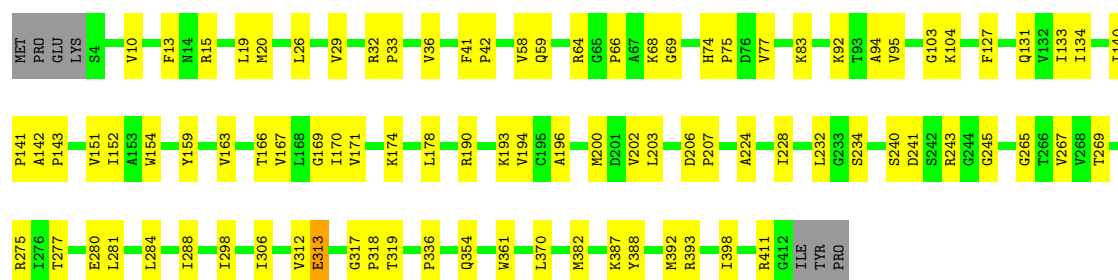 MET PRO GLU LYS S4 V10 F13 N14 R15 L19 M20 L26 V29 R32 P33 V36 F41 P42 V58 Q59 R64 G65 P66 A67 K68 G69 H74 P75 D76 V77 K83 K92 T93 A94 V95 G103 K104 F127 Q131 V132 I133 I134 I140
P141 A142 P143 V151 I152 A153 W154 Y159 V163 T166 V167 L168 G169 I170 V171 K174 L178 R190 K193 V194 C195 A196 M200 D201 V202 L203 D206 P207 A224 I228 L232 G233 S234 S240 D241 S242 R243 G244 G245 G265 T266 V267 V268 T269
R275 I276 T277 E280 L281 L284 I288 I298 I306 V312 E313 G317 P318 T319 P336 Q354 W361 L370 M382 K387 Y388 M392 R393 I398 R411 G412 ILE TYR PRO